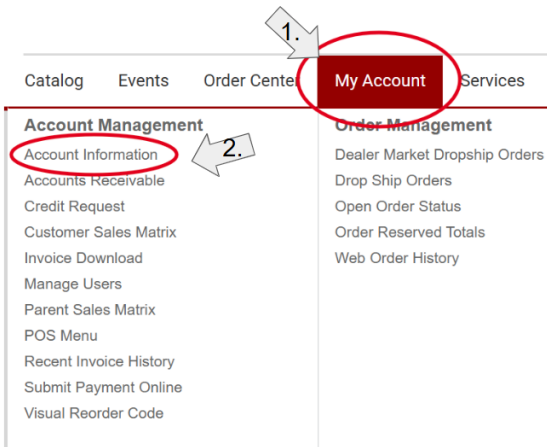 1.
Catalog Events Order Center My Account Services
Account Management
2.
Account Information
Accounts Receivable
Credit Request
Customer Sales Matrix
Invoice Download
Manage Users
Parent Sales Matrix
POS Menu
Recent Invoice History
Submit Payment Online
Visual Reorder Code
Order Management
Dealer Market Dropship Orders
Drop Ship Orders
Open Order Status
Order Reserved Totals
Web Order History